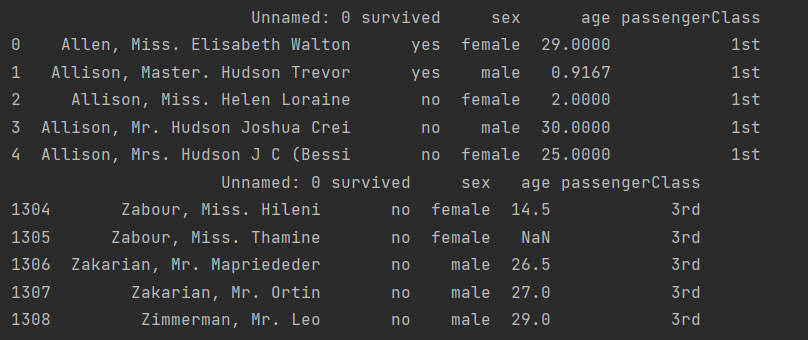 Unnamed: 0 survived sex age passengerClass
0 Allen, Miss. Elisabeth Walton yes female 29.0000 1st
1 Allison, Master. Hudson Trevor yes male 0.9167 1st
2 Allison, Miss. Helen Loraine no female 2.0000 1st
3 Allison, Mr. Hudson Joshua Crei no male 30.0000 1st
4 Allison, Mrs. Hudson J C (Bessi no female 25.0000 1st
Unnamed: 0 survived sex age passengerClass
1304 Zabour, Miss. Hileni no female 14.5 3rd
1305 Zabour, Miss. Thamine no female NaN 3rd
1306 Zakarian, Mr. Mapriededer no male 26.5 3rd
1307 Zakarian, Mr. Ortin no male 27.0 3rd
1308 Zimmerman, Mr. Leo no male 29.0 3rd